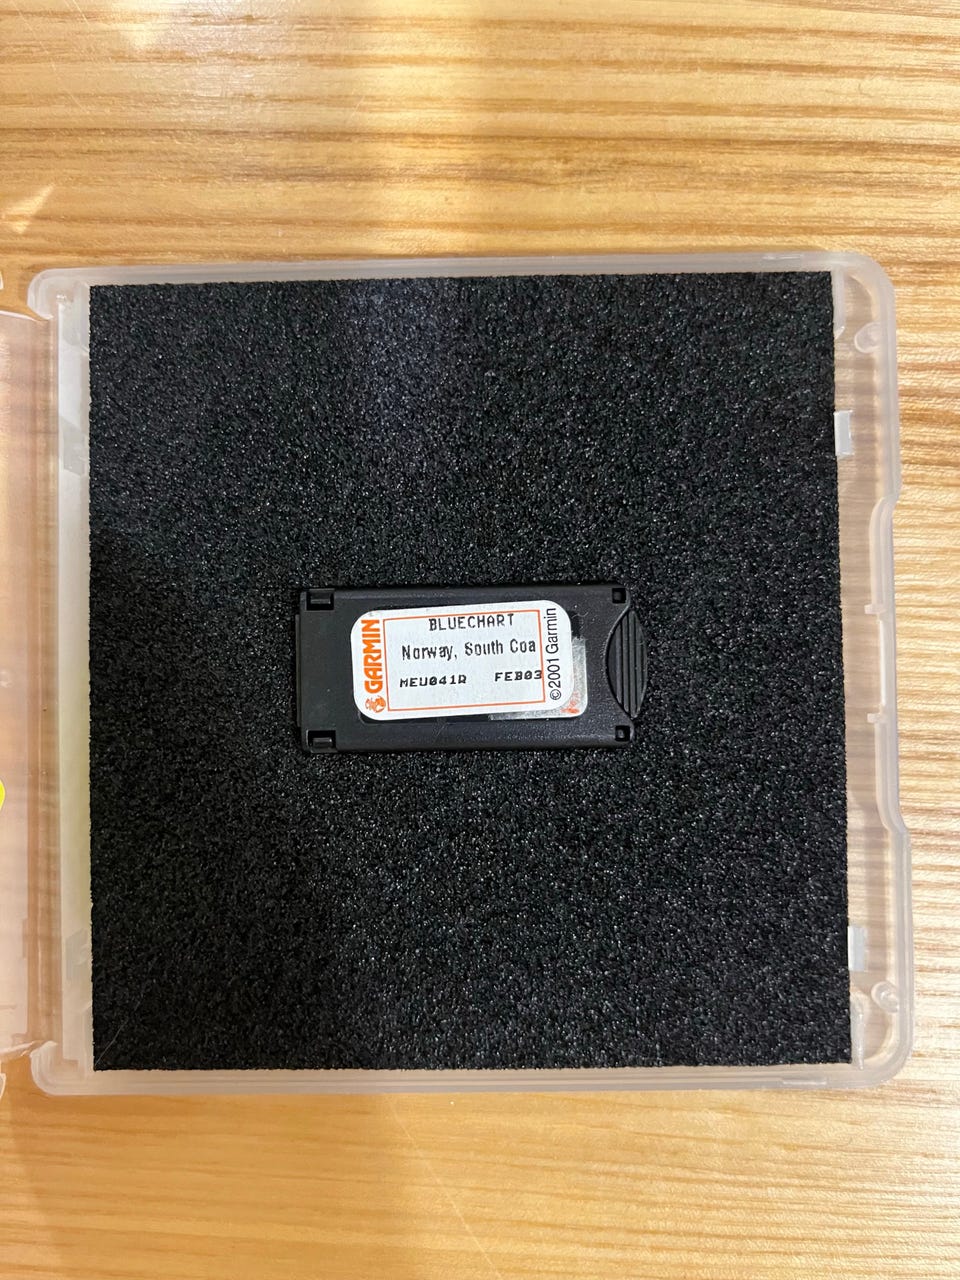 GARMIN
BLUECHART
Norway, South Coa
MEU041R FEB03
©2001 Garmin